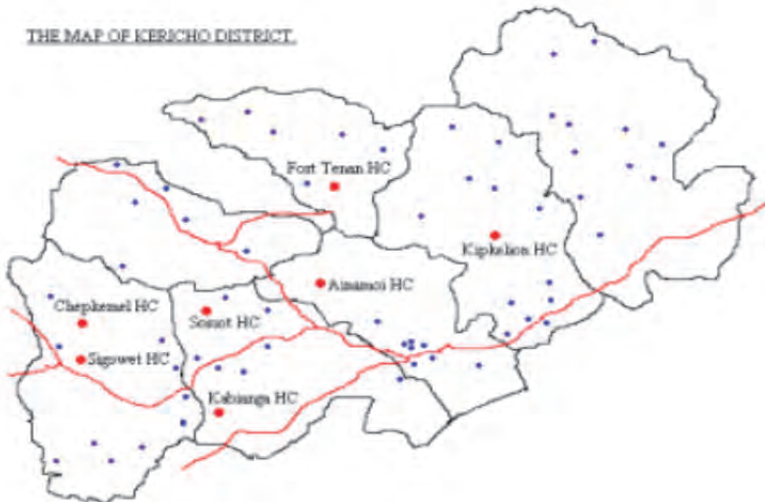 THE MAP OF KERICHO DISTRICT.
Fort Tenan HC
Kipkelion HC
Ainamoi HC
Chepkemel HC
Sosiot HC
Sigowet HC
Kabianga HC